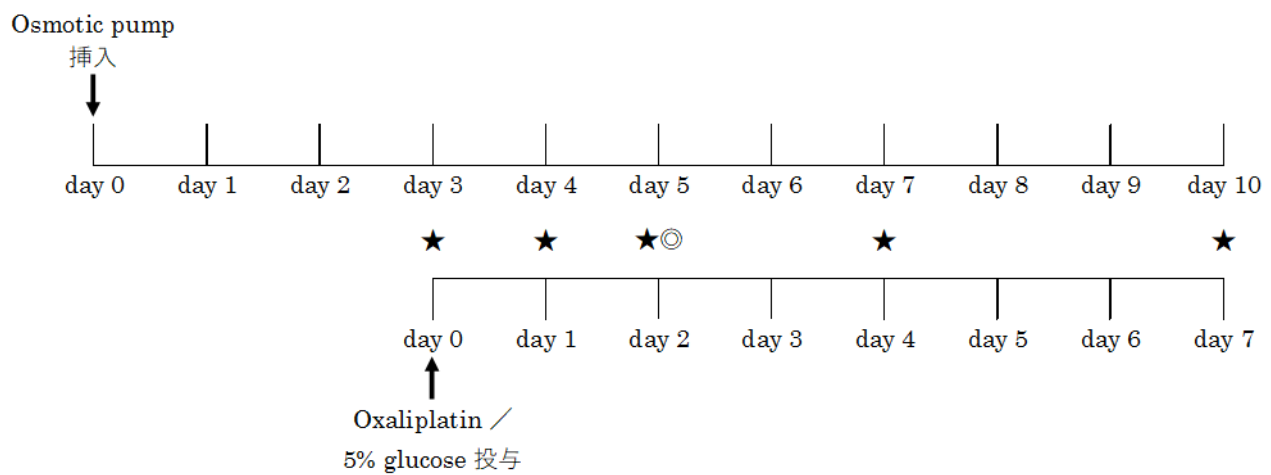 Osmotic pump
挿入
day 0 day 1 day 2 day 3 day 4 day 5 day 6 day 7 day 8 day 9 day 10
★ ★ ★◎ ★ ★
day 0 day 1 day 2 day 3 day 4 day 5 day 6 day 7
Oxaliplatin ／
5% glucose 投与